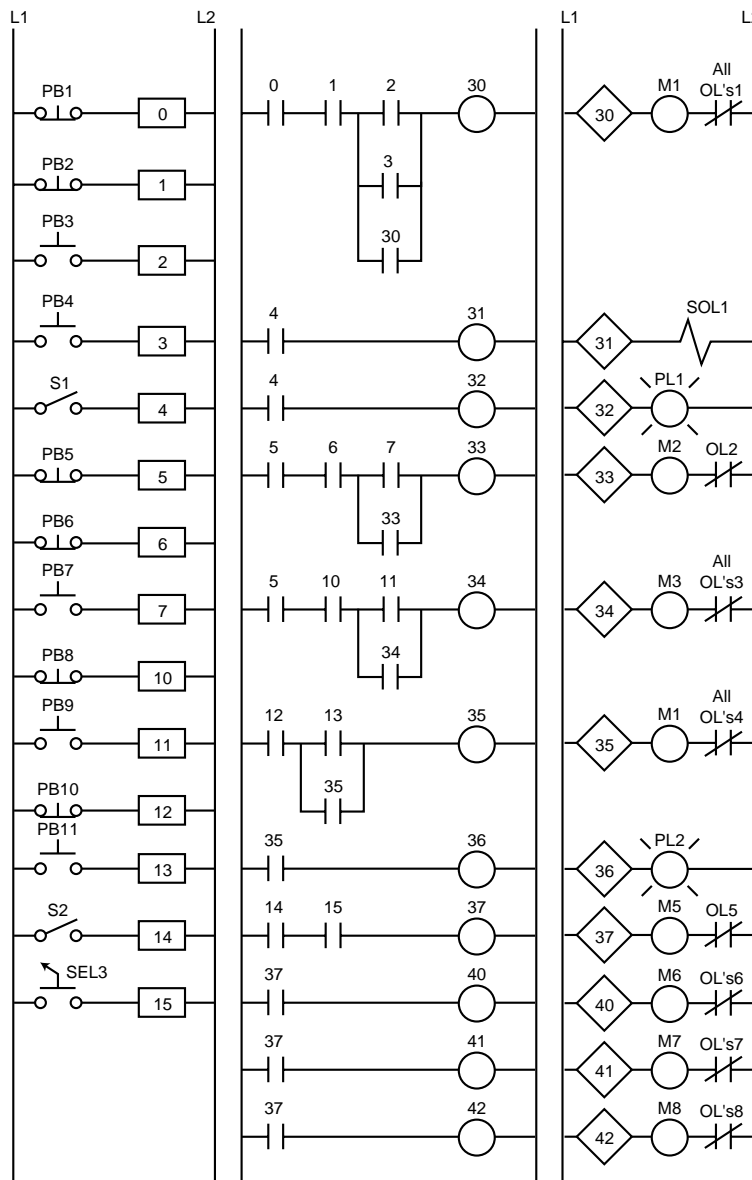 L1 L2 L1
PB1 0 0 1 2 30 30 M1 All OL's1
PB2 1 3
PB3 2 30
PB4 3 4 31 31 SOL1
S1 4 4 32 32 PL1
PB5 5 5 6 7 33 33 M2 OL2
PB6 6 33
PB7 7 5 10 11 34 34 M3 All OL's3
PB8 10 34
PB9 11 12 13 35 35 M1 All OL's4
PB10 12 35
PB11 13 35 36 36 PL2
S2 14 14 15 37 37 M5 OL5
SEL3 15 37 40 40 M6 OL's6
37 41 41 M7 OL's7
37 42 42 M8 OL's8